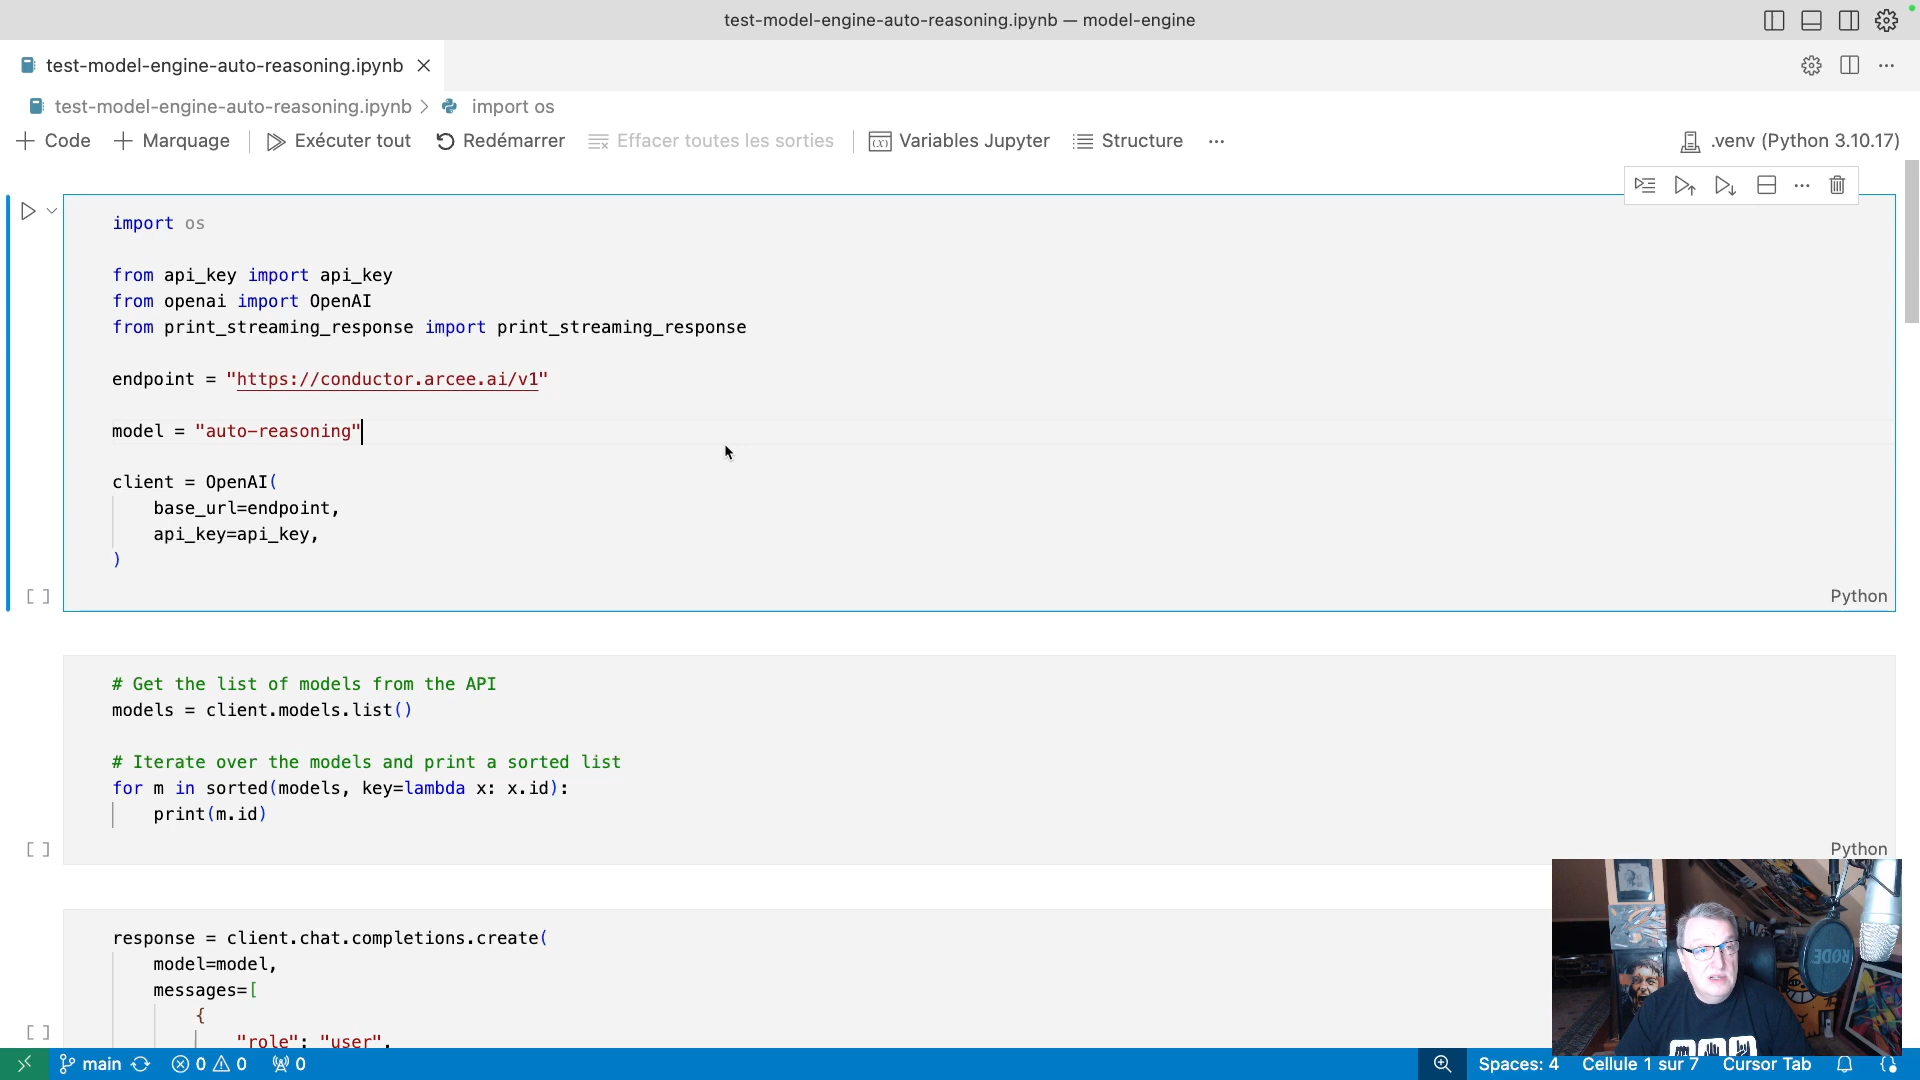 test-model-engine-auto-reasoning.ipynb — model-engine
test-model-engine-auto-reasoning.ipynb
test-model-engine-auto-reasoning.ipynb > import os
Code Marquage Exécuter tout Redémarrer Effacer toutes les sorties Variables Jupyter Structure ... .venv (Python 3.10.17)
import os
from api_key import api_key
from openai import OpenAI
from print_streaming_response import print_streaming_response
endpoint = "https://conductor.arcee.ai/v1"
model = "auto-reasoning"
client = OpenAI(
base_url=endpoint,
api_key=api_key,
)
[ ]
Python
# Get the list of models from the API
models = client.models.list()
# Iterate over the models and print a sorted list
for m in sorted(models, key=lambda x: x.id):
print(m.id)
[ ]
Python
response = client.chat.completions.create(
model=model,
messages=[
{
"role": "user",
[ ]
RØDE
main 0 0 0 Spaces: 4 Cellule 1 sur 7 Cursor Tab